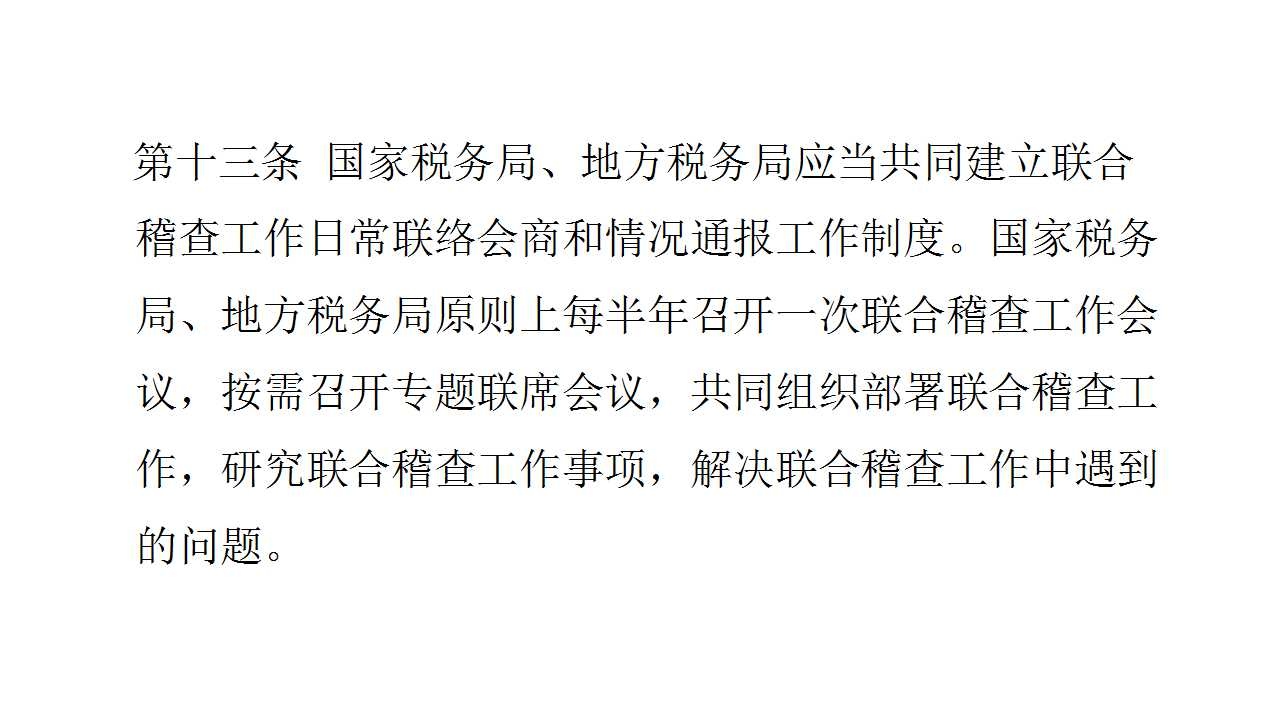 第十三条 国家税务局、地方税务局应当共同建立联合
稽查工作日常联络会商和情况通报工作制度。国家税务
局、地方税务局原则上每半年召开一次联合稽查工作会
议，按需召开专题联席会议，共同组织部署联合稽查工
作，研究联合稽查工作事项，解决联合稽查工作中遇到
的问题。